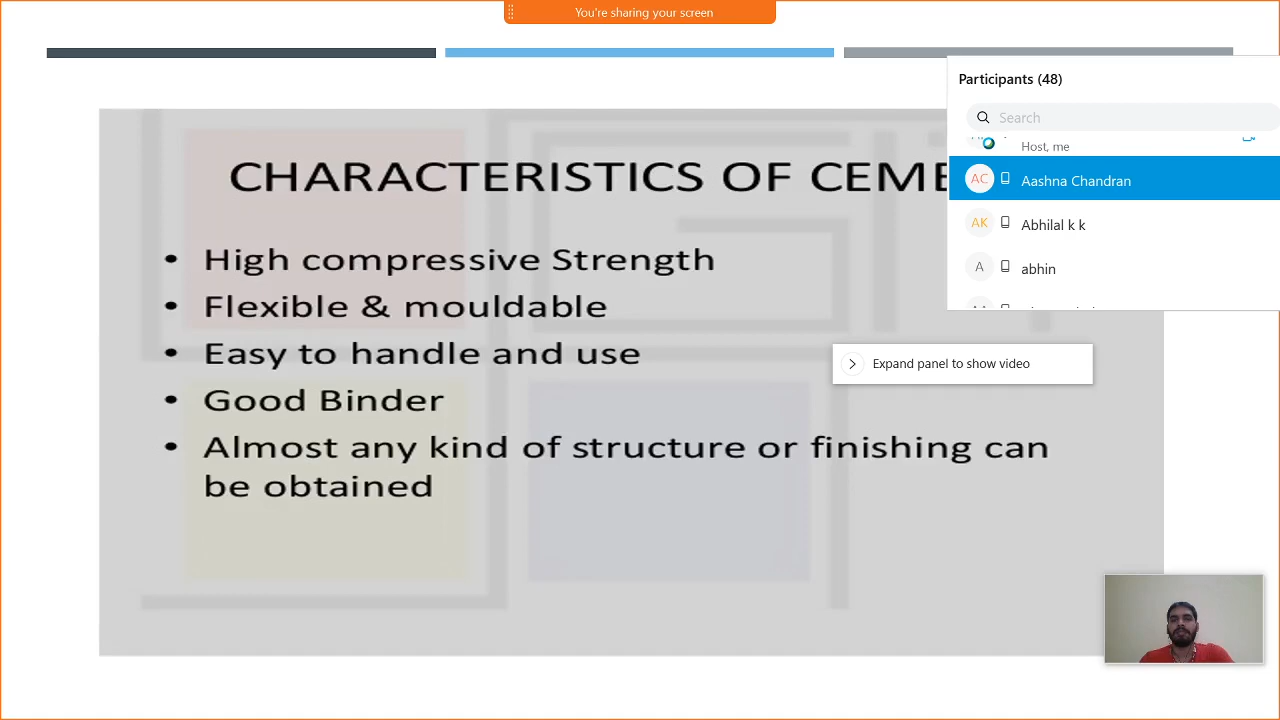 You're sharing your screen
Participants (48)
Search
Host, me
AC Aashna Chandran
AK Abhilal k k
A abhin
CHARACTERISTICS OF CEME
• High compressive Strength
• Flexible & mouldable
• Easy to handle and use
• Good Binder
• Almost any kind of structure or finishing can
be obtained
Expand panel to show video